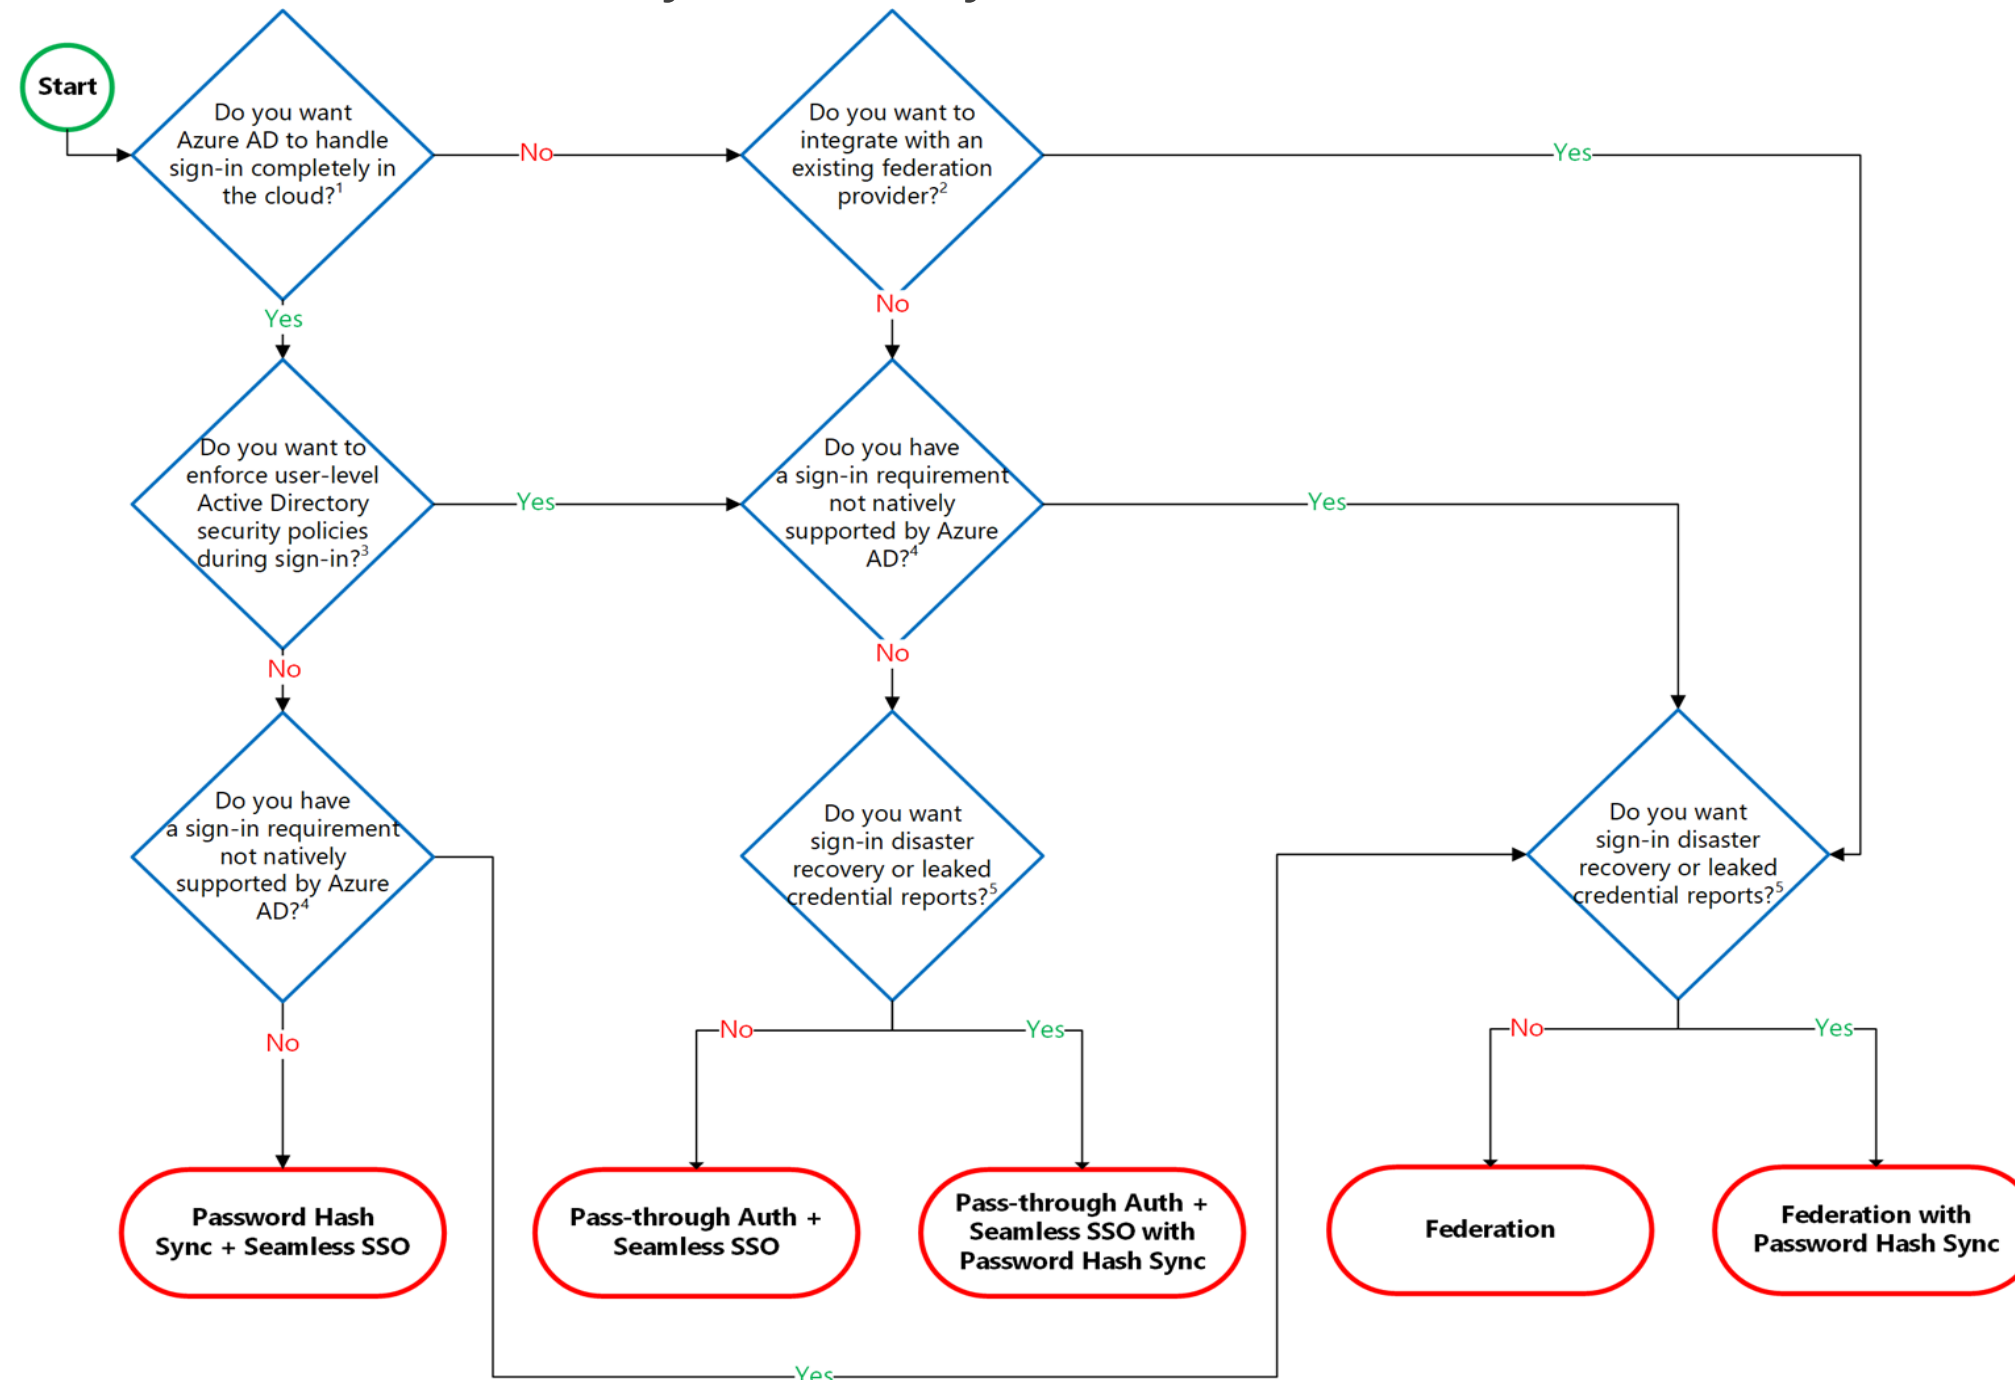 Start
Do you want
Azure AD to handle
sign-in completely in
the cloud?1
No
Do you want to
integrate with an
existing federation
provider?2
Yes
Yes
No
Do you want to
enforce user-level
Active Directory
security policies
during sign-in?3
Yes
Do you have
a sign-in requirement
not natively
supported by Azure
AD?4
Yes
No
No
Do you have
a sign-in requirement
not natively
supported by Azure
AD?4
Do you want
sign-in disaster
recovery or leaked
credential reports?5
Do you want
sign-in disaster
recovery or leaked
credential reports?5
No
No
Yes
No
Yes
Password Hash
Sync + Seamless SSO
Pass-through Auth +
Seamless SSO
Pass-through Auth +
Seamless SSO with
Password Hash Sync
Federation
Federation with
Password Hash Sync
Yes